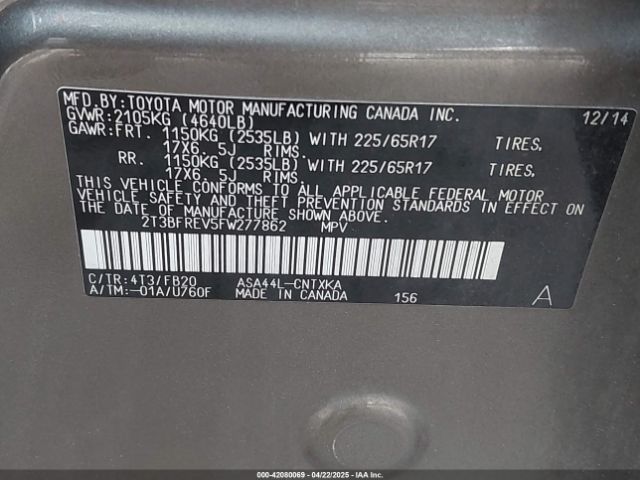 MFD.BY:TOYOTA MOTOR MANUFACTURING CANADA INC. 12/14
GVWR:2105KG (4640LB)
GAWR:FRT. 1150KG (2535LB) WITH 225/65R17 TIRES,
17X6.5J RIMS.
RR. 1150KG (2535LB) WITH 225/65R17 TIRES,
17X6.5J RIMS.
THIS VEHICLE CONFORMS TO ALL APPLICABLE FEDERAL MOTOR
VEHICLE SAFETY AND THEFT PREVENTION STANDARDS IN EFFECT ON
THE DATE OF MANUFACTURE SHOWN ABOVE.
2T3BFREV5FW277862 MPV
C/TR:4T3/FB20 ASA44L-CNTXKA
A/TM:-01A/U760F MADE IN CANADA 156 A
000-42080069 - 04/22/2025 - IAAI Inc.